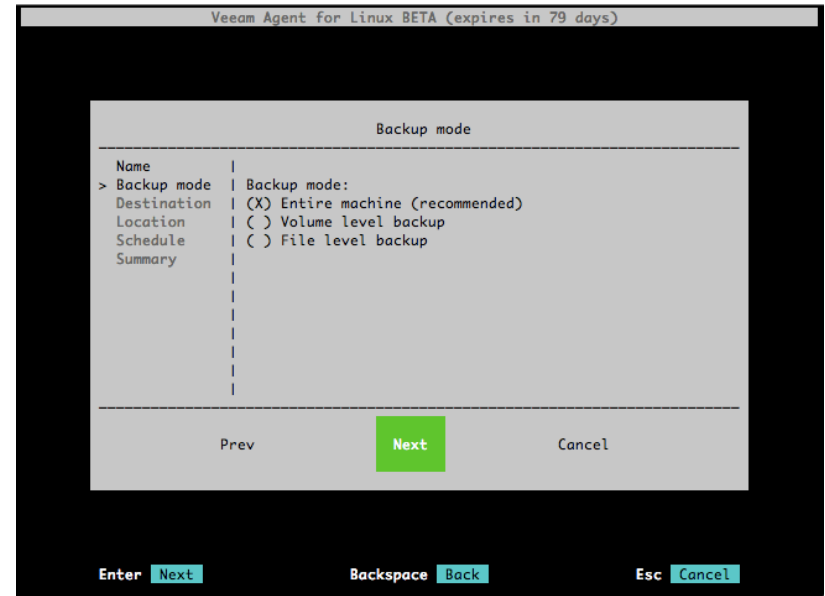 Veeam Agent for Linux BETA (expires in 79 days)
Backup mode
Name
> Backup mode
Destination
Location
Schedule
Summary
Backup mode:
(X) Entire machine (recommended)
( ) Volume level backup
( ) File level backup
Prev Next Cancel
Enter Next Backspace Back Esc Cancel